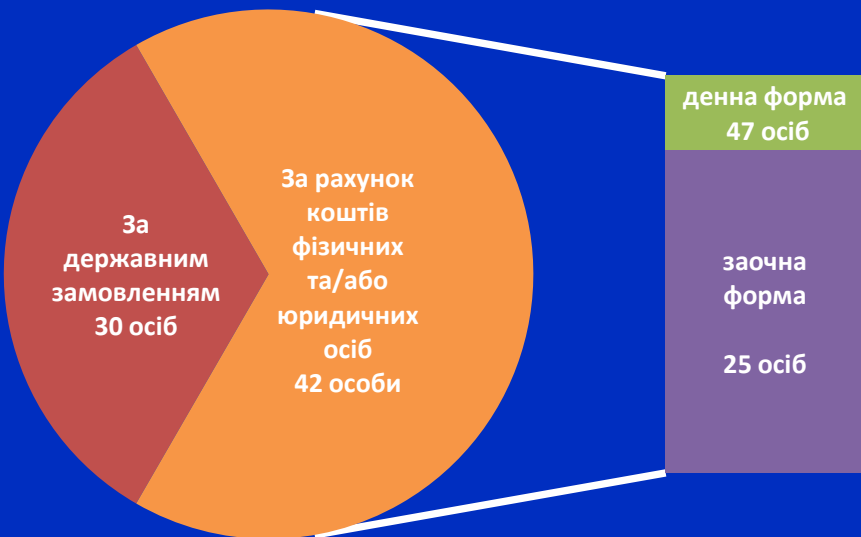 За
державним
замовленням
30 осіб
За рахунок
коштів
фізичних
та/або
юридичних
осіб
42 особи
денна форма
47 осіб
заочна
форма
25 осіб